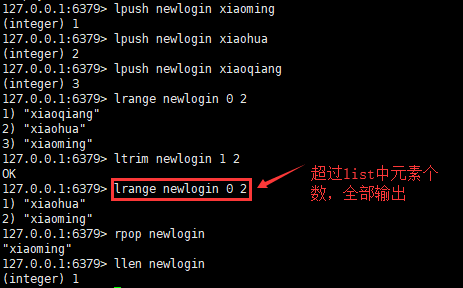 127.0.0.1:6379> lpush newlogin xiaoming
(integer) 1
127.0.0.1:6379> lpush newlogin xiaohua
(integer) 2
127.0.0.1:6379> lpush newlogin xiaoqiang
(integer) 3
127.0.0.1:6379> lrange newlogin 0 2
1) "xiaoqiang"
2) "xiaohua"
3) "xiaoming"
127.0.0.1:6379> ltrim newlogin 1 2
OK
127.0.0.1:6379> lrange newlogin 0 2
1) "xiaohua"
2) "xiaoming"
127.0.0.1:6379> rpop newlogin
"xiaoming"
127.0.0.1:6379> llen newlogin
(integer) 1
超过list中元素个
数，全部输出